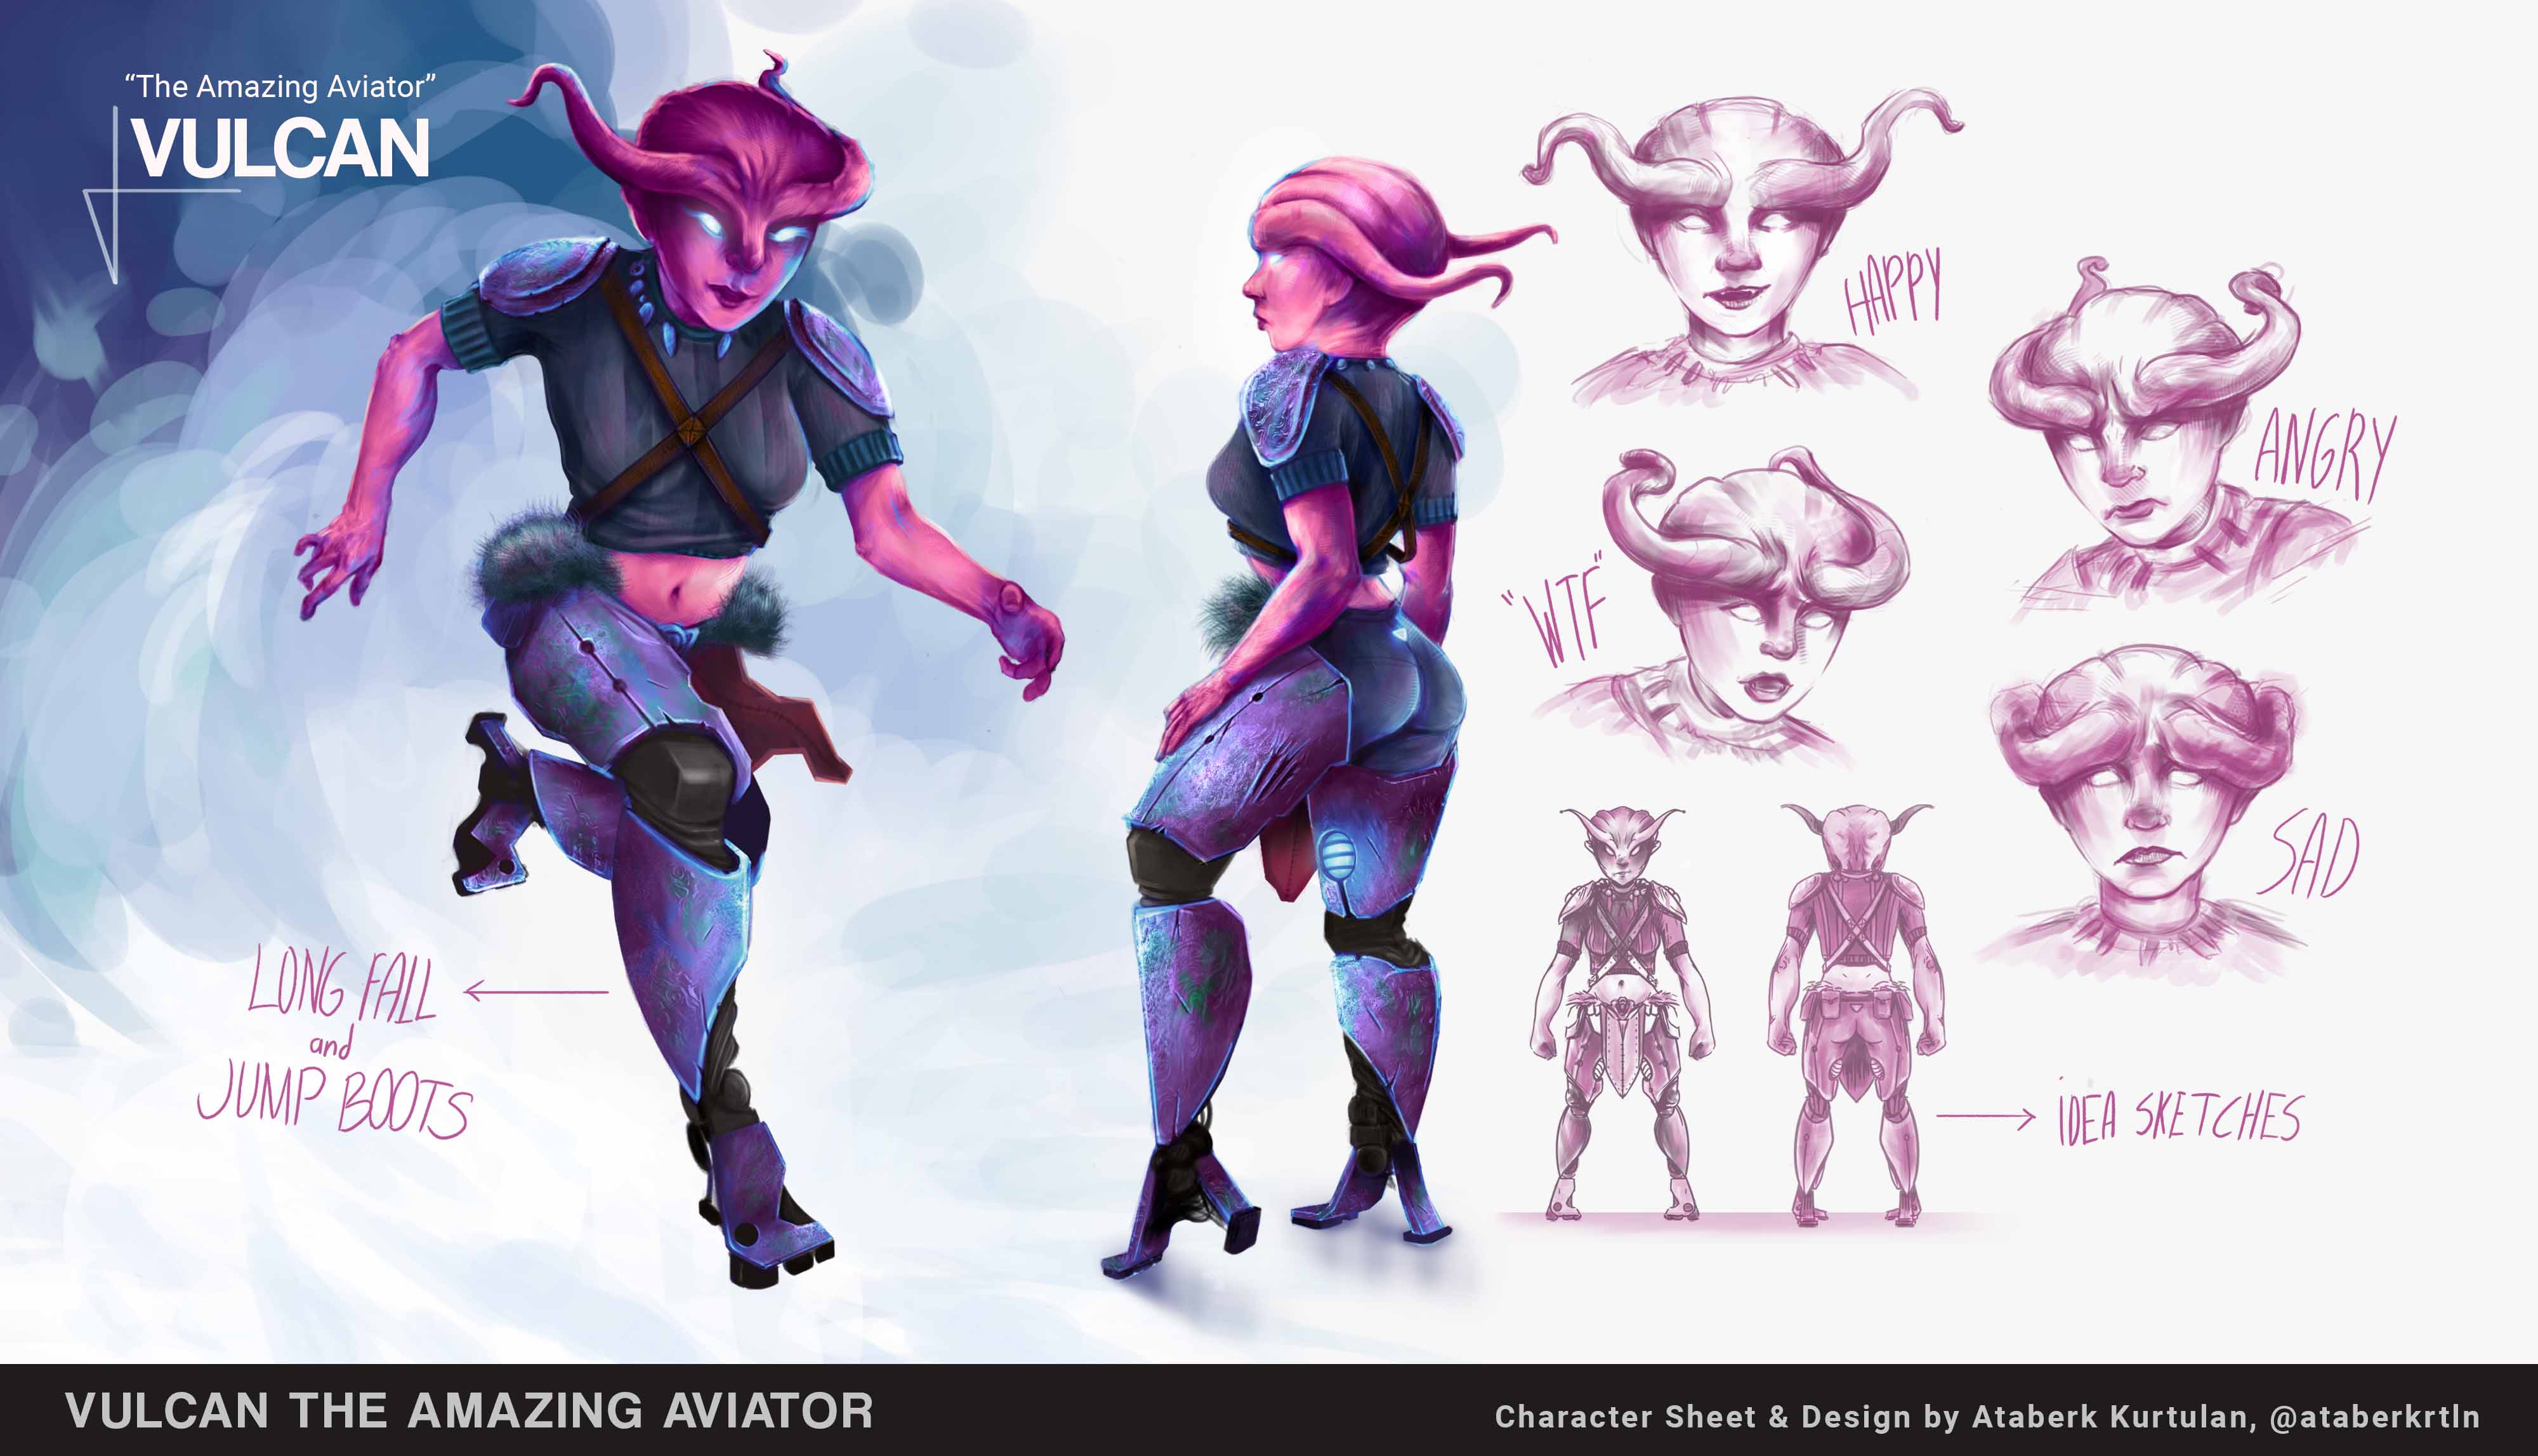 “The Amazing Aviator”
VULCAN
HAPPY
ANGRY
"WTF"
SAD
LONG FALL
and
JUMP BOOTS
iDEA SKETCHES
VULCAN THE AMAZING AVIATOR
Character Sheet & Design by Ataberk Kurtulan, @ataberkrtln